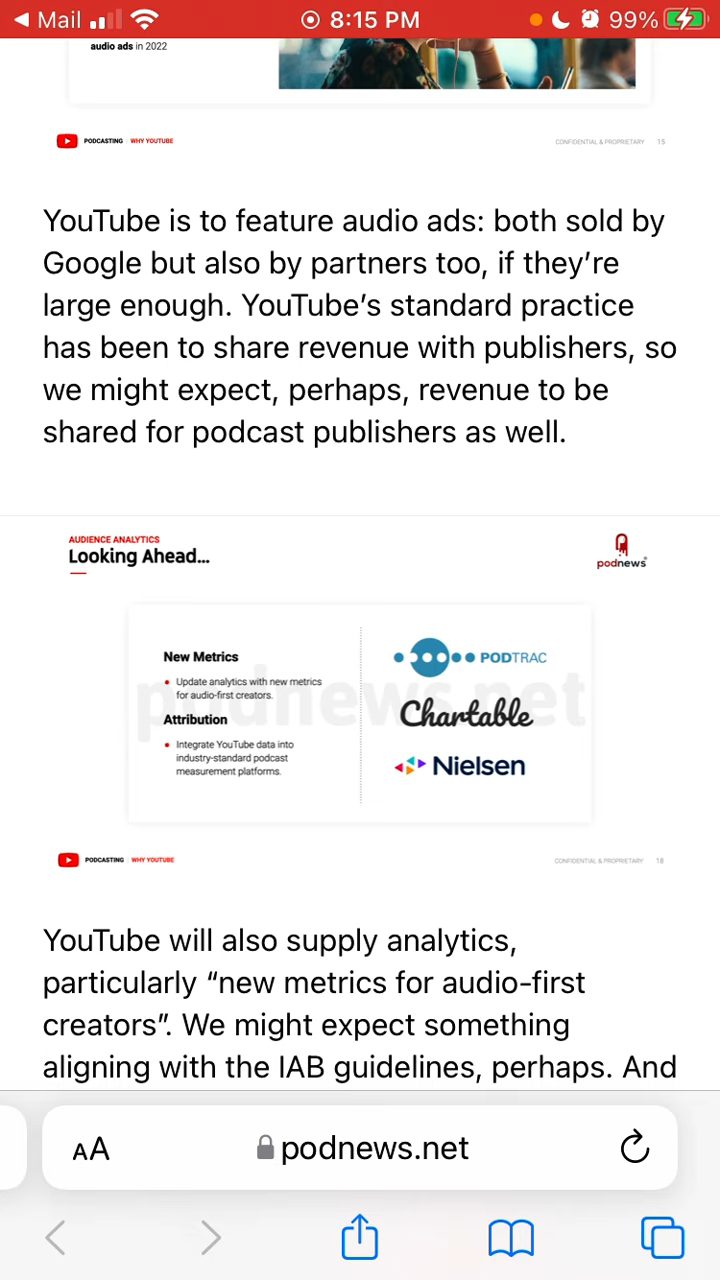 Mail
8:15 PM
99%
audio ads in 2022
PODCASTING WHY YOUTUBE
CONFIDENTIAL & PROPRIETARY 15
YouTube is to feature audio ads: both sold by
Google but also by partners too, if they’re
large enough. YouTube’s standard practice
has been to share revenue with publishers, so
we might expect, perhaps, revenue to be
shared for podcast publishers as well.
AUDIENCE ANALYTICS
Looking Ahead...
podnews
New Metrics
• Update analytics with new metrics
for audio-first creators.
Attribution
• Integrate YouTube data into
industry-standard podcast
measurement platforms.
PODTRAC
Chartable
Nielsen
podnews.net
PODCASTING WHY YOUTUBE
CONFIDENTIAL & PROPRIETARY 18
YouTube will also supply analytics,
particularly “new metrics for audio-first
creators”. We might expect something
aligning with the IAB guidelines, perhaps. And
AA
podnews.net